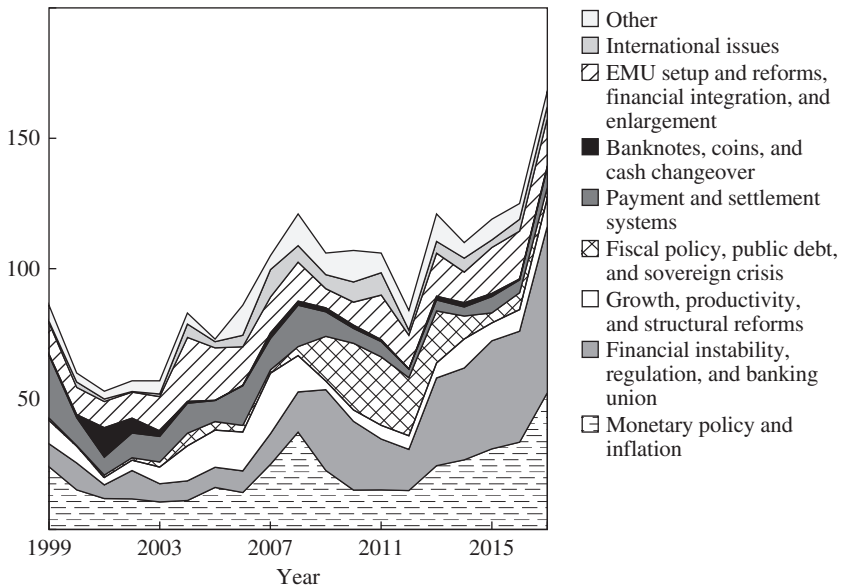 150
100
50
1999
2003
2007
2011
2015
Year
Other
International issues
EMU setup and reforms,
financial integration, and
enlargement
Banknotes, coins, and
cash changeover
Payment and settlement
systems
Fiscal policy, public debt,
and sovereign crisis
Growth, productivity,
and structural reforms
Financial instability,
regulation, and banking
union
Monetary policy and
inflation